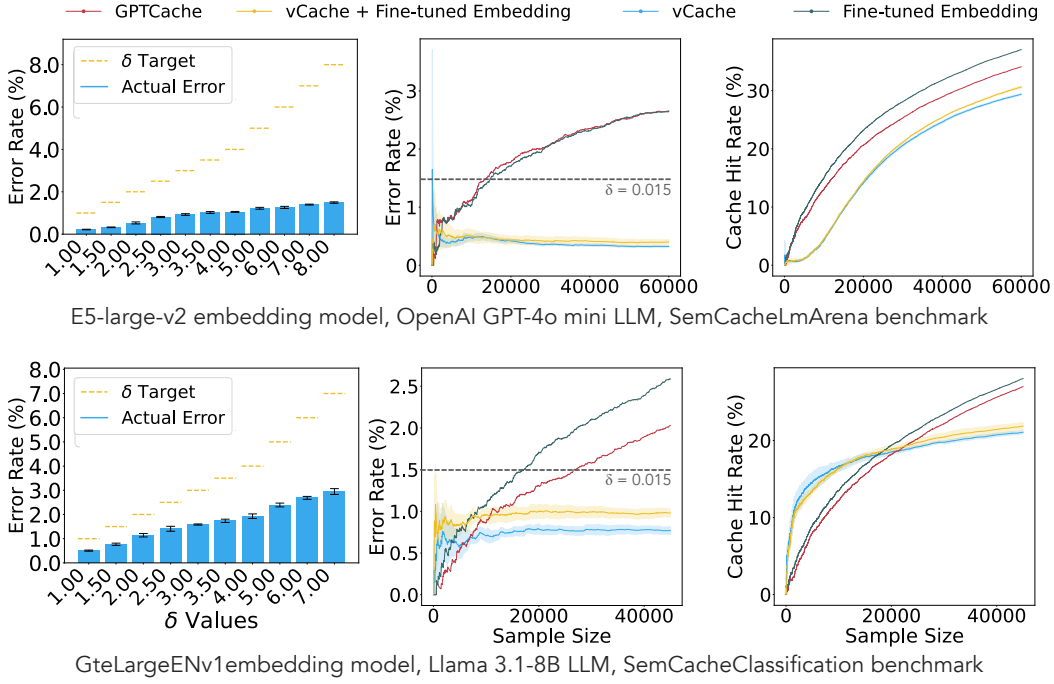 GPTCache vCache + Fine-tuned Embedding vCache Fine-tuned Embedding
Error Rate (%)
8.0
6.0
4.0
2.0
0.0
δ Target
Actual Error
1.00 1.50 2.00 2.50 3.00 3.50 4.00 5.00 6.00 7.00 8.00
Error Rate (%)
3
2
1
0
δ = 0.015
0 20000 40000 60000
Cache Hit Rate (%)
30
20
10
0
0 20000 40000 60000
E5-large-v2 embedding model, OpenAI GPT-4o mini LLM, SemCacheLmArena benchmark
Error Rate (%)
8.0
7.0
6.0
5.0
4.0
3.0
2.0
1.0
0.0
δ Target
Actual Error
1.00 1.50 2.00 2.50 3.00 3.50 4.00 5.00 6.00 7.00
δ Values
Error Rate (%)
2.5
2.0
1.5
1.0
0.5
0.0
δ = 0.015
0 20000 40000
Sample Size
Cache Hit Rate (%)
20
10
0
0 20000 40000
Sample Size
GteLargeENv1embedding model, Llama 3.1-8B LLM, SemCacheClassification benchmark